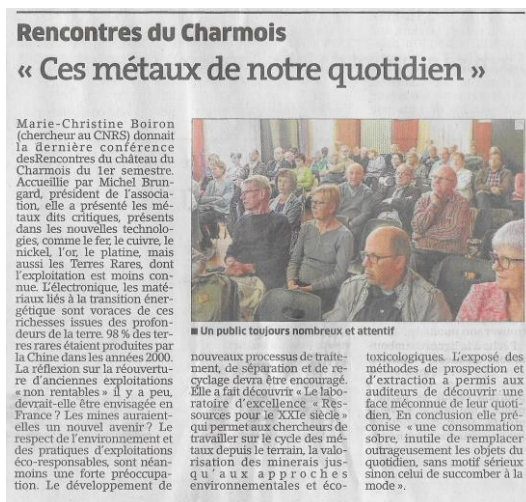 Rencontres du Charmois
« Ces métaux de notre quotidien »
Marie-Christine Boiron
(chercheur au CNRS) donnait
la dernière conférence
desRencontres du château du
Charmois du 1er semestre.
Accueillie par Michel Brun-
gard, président de l'associa-
tion, elle a présenté les mé-
taux dits critiques, présents
dans les nouvelles technolo-
gies, comme le fer, le cuivre, le
nickel, l'or, le platine, mais
aussi les Terres Rares, dont
l'exploitation est moins con-
nue. L'électronique, les maté-
riaux liés à la transition éner-
gétique sont voraces de ces
richesses issues des profon-
deurs de la terre. 98 % des ter-
res rares étaient produites par
la Chine dans les années 2000.
La réflexion sur la réouvertu-
re d'anciennes exploitations
« non rentables » il y a peu,
devrait-elle être envisagée en
France ? Les mines auraient-
elles un nouvel avenir ? Le
respect de l'environnement et
des pratiques d'exploitations
éco-responsables, sont néan-
moins une forte préoccupa-
tion. Le développement de
■ Un public toujours nombreux et attentif
nouveaux processus de traite-
ment, de séparation et de re-
cyclage devra être encouragé.
Elle a fait découvrir « Le labo-
ratoire d'excellence « Res-
sources pour le XXIe siècle »
qui permet aux chercheurs de
travailler sur le cycle des mé-
taux depuis le terrain, la valo-
risation des minerais jus-
qu'aux approches
environnementales et éco-
toxicologiques. L'exposé des
méthodes de prospection et
d'extraction a permis aux
auditeurs de découvrir une
face méconnue de leur quoti-
dien, En conclusion elle pré-
conise « une consommation
sobre, inutile de remplacer
outrageusement les objets du
quotidien, sans motif sérieux
sinon celui de succomber à la
mode ».